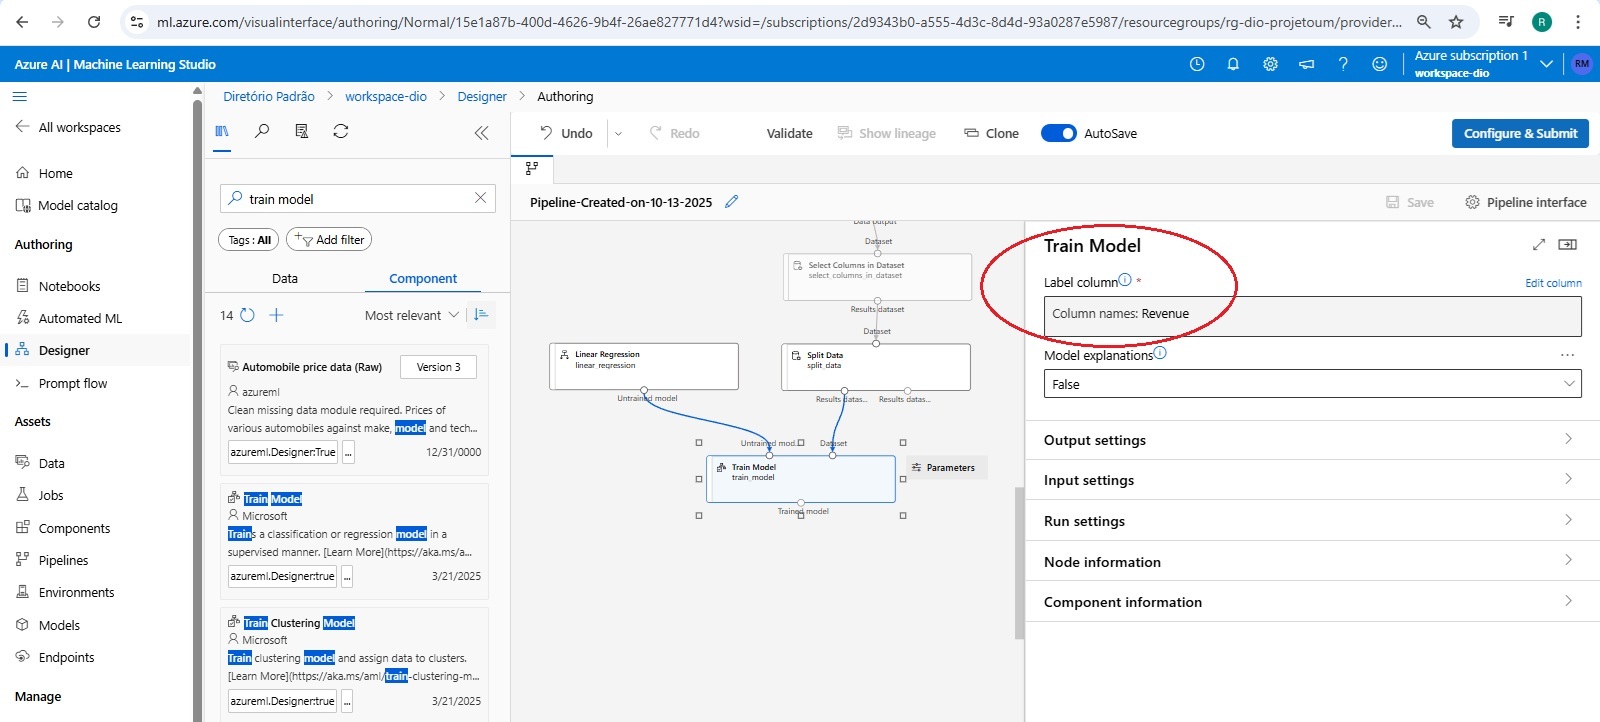 ml.azure.com/visualinterface/authoring/Normal/15e1a87b-400d-4626-9b4f-26ae827771d4?wsid=/subscriptions/2d9343b0-a555-4d3c-8d4d-93a0287e5987/resourcegroups/rg-dio-projetoum/provider...
R
Azure AI | Machine Learning Studio
Azure subscription 1
workspace-dio
RM
All workspaces
Home
Model catalog
Authoring
Notebooks
Automated ML
Designer
Prompt flow
Assets
Data
Jobs
Components
Pipelines
Environments
Models
Endpoints
Manage
Diretório Padrão > workspace-dio > Designer > Authoring
train model
Tags : All
Add filter
Data
Component
14
Most relevant
Automobile price data (Raw)
Version 3
azureml
Clean missing data module required. Prices of
various automobiles against make, model and tech...
azureml.Designer:True
...
12/31/0000
Train Model
Microsoft
Trains a classification or regression model in a
supervised manner. [Learn More](https://aka.ms/a...
azureml.Designer:true
...
3/21/2025
Train Clustering Model
Microsoft
Train clustering model and assign data to clusters.
[Learn More](https://aka.ms/aml/train-clustering-m...
azureml.Designer:true
...
3/21/2025
Undo
Redo
Validate
Show lineage
Clone
AutoSave
Configure & Submit
Pipeline-Created-on-10-13-2025
Save
Pipeline interface
Data output
Dataset
Select Columns in Dataset
select_columns_in_dataset
Results dataset
Dataset
Linear Regression
linear_regression
Untrained model
Split Data
split_data
Results datas...
Results datas...
Untrained mod...
Dataset
Train Model
train_model
Trained model
Parameters
Train Model
Label column *
Edit column
Column names: Revenue
Model explanations
...
False
Output settings
Input settings
Run settings
Node information
Component information